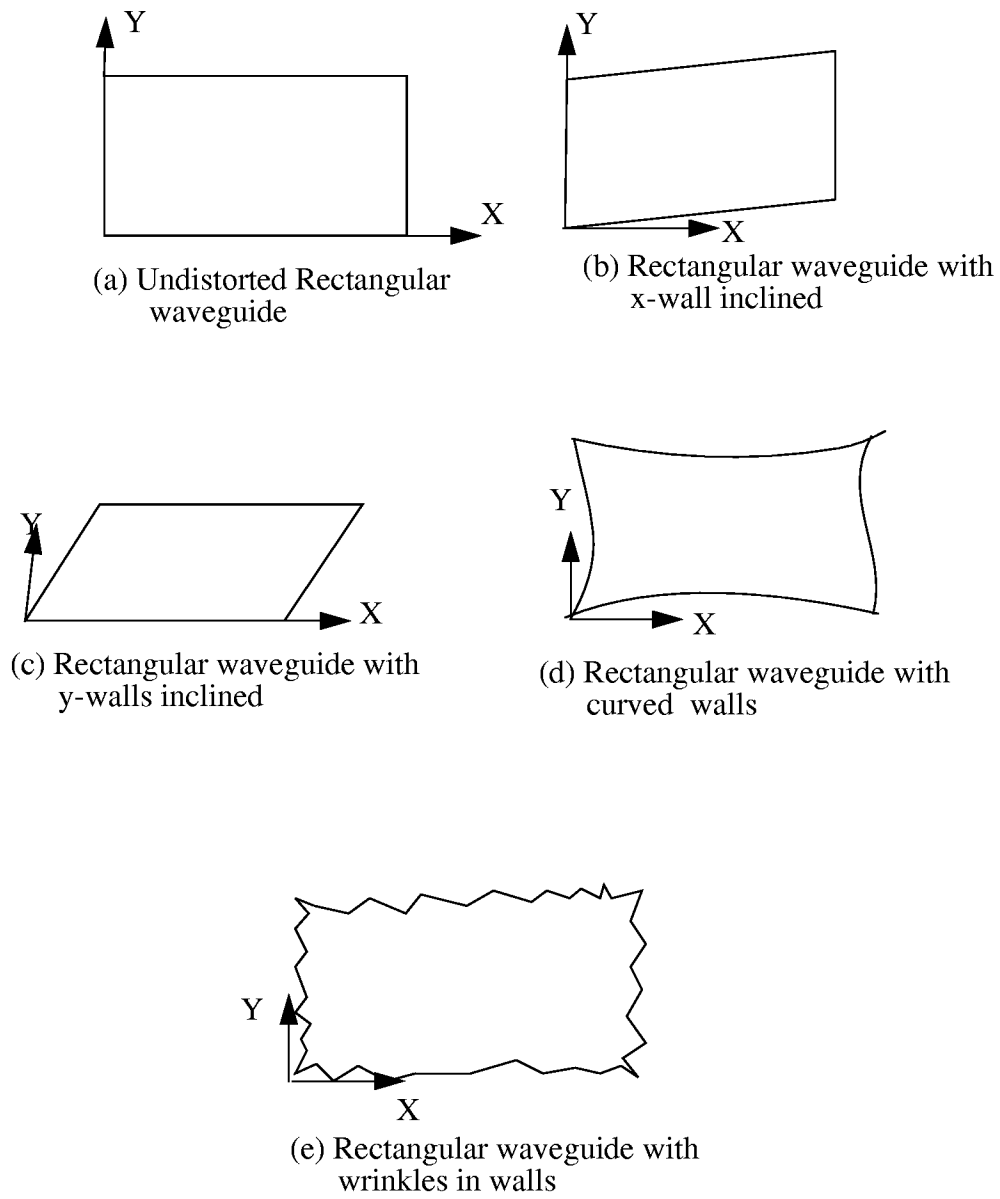 Y
X
(a) Undistorted Rectangular
waveguide
Y
X
(b) Rectangular waveguide with
x-wall inclined
Y
X
(c) Rectangular waveguide with
y-walls inclined
Y
X
(d) Rectangular waveguide with
curved walls
Y
X
(e) Rectangular waveguide with
wrinkles in walls